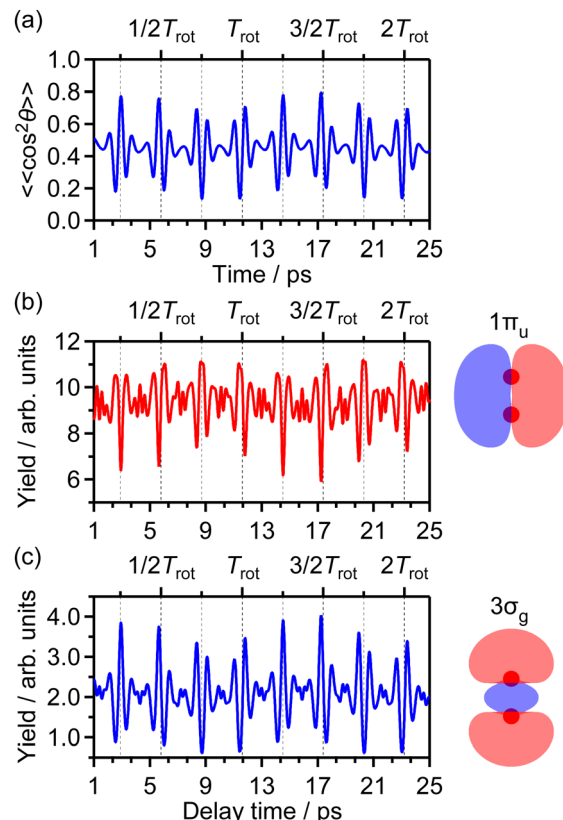 (a)
1/2Trot Trot 3/2Trot 2Trot
1.0
0.8
0.6
0.4
0.2
0.0
<<cos²θ>>
1 5 9 13 17 21 25
Time / ps
(b)
1/2Trot Trot 3/2Trot 2Trot
12
10
8
6
Yield / arb. units
1 5 9 13 17 21 25
1πu
(c)
1/2Trot Trot 3/2Trot 2Trot
4.0
3.0
2.0
1.0
Yield / arb. units
1 5 9 13 17 21 25
Delay time / ps
3σg